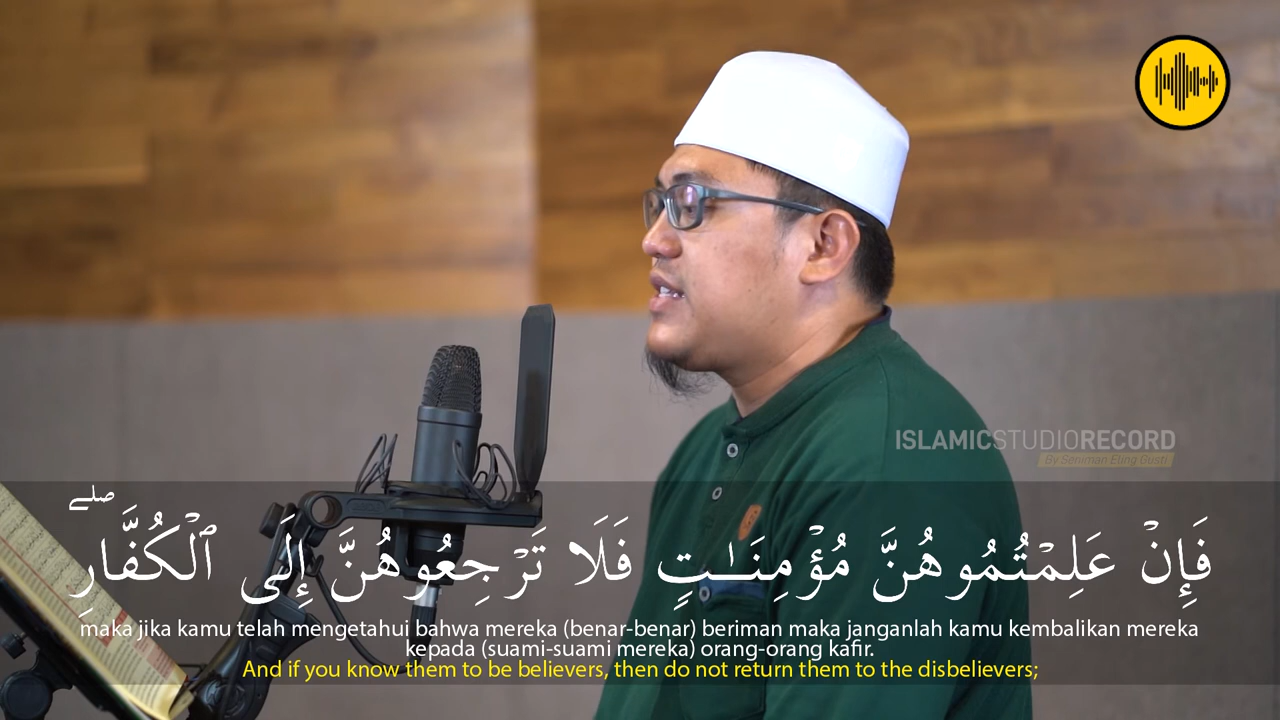 ISLAMICSTUDIORECORD
By Seniman Eling Gusti
فَإِنْ عَلِمْتُمُوهُنَّ مُؤْمِنَـٰتٍ فَلَا تَرْجِعُوهُنَّ إِلَى ٱلْكُفَّارِ ۖ
maka jika kamu telah mengetahui bahwa mereka (benar-benar) beriman maka janganlah kamu kembalikan mereka
kepada (suami-suami mereka) orang-orang kafir.
And if you know them to be believers, then do not return them to the disbelievers;